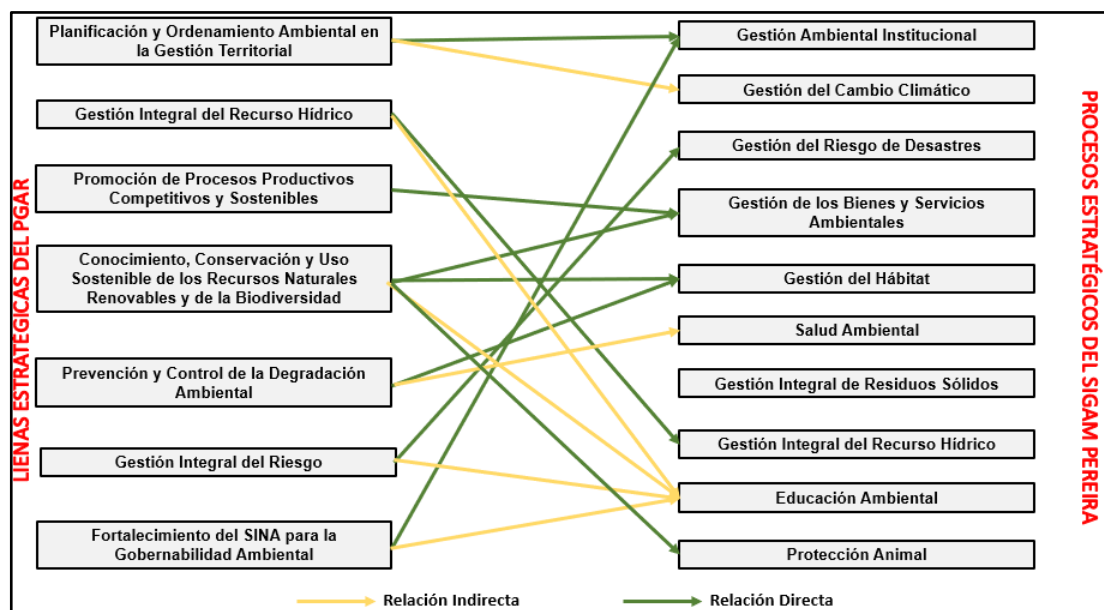 LIENAS ESTRATÉGICAS DEL PGAR
Planificación y Ordenamiento Ambiental en
la Gestión Territorial
Gestión Integral del Recurso Hídrico
Promoción de Procesos Productivos
Competitivos y Sostenibles
Conocimiento, Conservación y Uso
Sostenible de los Recursos Naturales
Renovables y de la Biodiversidad
Prevención y Control de la Degradación
Ambiental
Gestión Integral del Riesgo
Fortalecimiento del SINA para la
Gobernabilidad Ambiental
Gestión Ambiental Institucional
Gestión del Cambio Climático
Gestión del Riesgo de Desastres
Gestión de los Bienes y Servicios
Ambientales
Gestión del Hábitat
Salud Ambiental
Gestión Integral de Residuos Sólidos
Gestión Integral del Recurso Hídrico
Educación Ambiental
Protección Animal
PROCESOS ESTRATÉGICOS DEL SIGAM PEREIRA
Relación Indirecta
Relación Directa